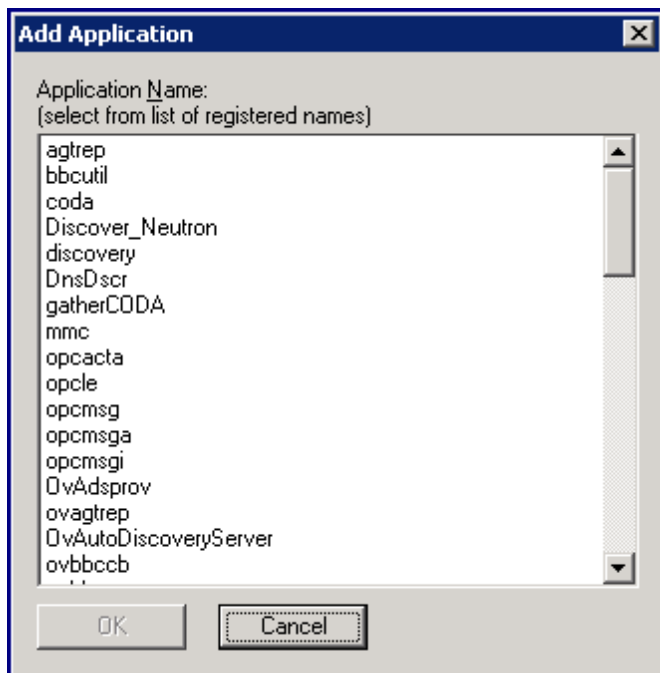 Add Application
Application Name:
(select from list of registered names)
agtrep
bbcutil
coda
Discover_Neutron
discovery
DnsDscr
gatherCODA
mmc
opcacta
opcle
opcmsg
opcmsga
opcmsgi
OvAdsprov
ovagtrep
OvAutoDiscoveryServer
ovbbccb
OK
Cancel